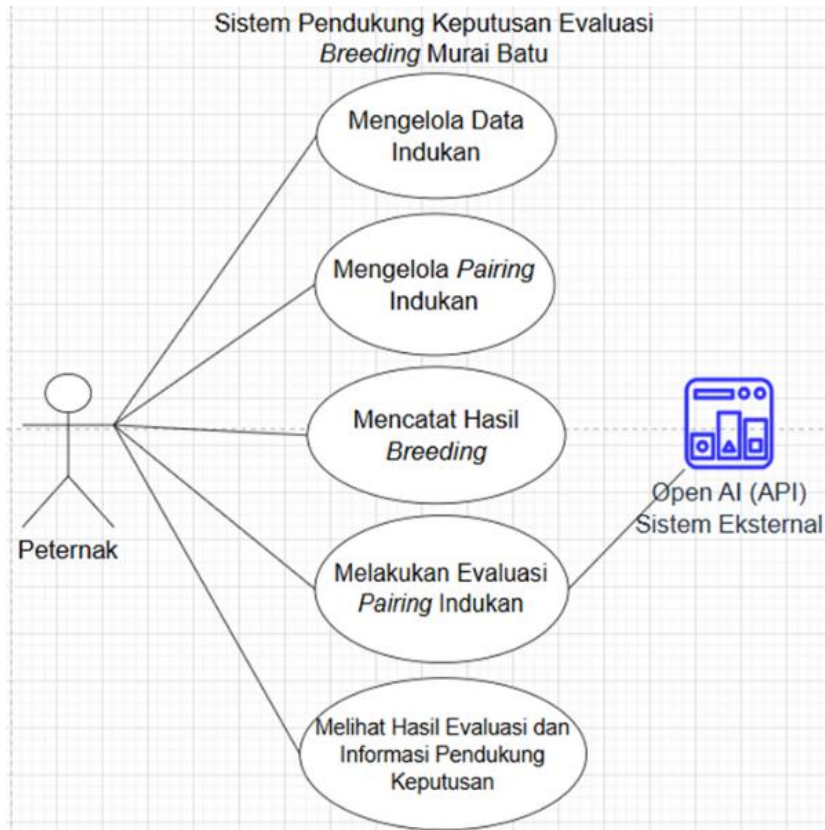 Sistem Pendukung Keputusan Evaluasi
Breeding Murai Batu
Mengelola Data
Indukan
Mengelola Pairing
Indukan
Mencatat Hasil
Breeding
Open AI (API)
Sistem Eksternal
Peternak
Melakukan Evaluasi
Pairing Indukan
Melihat Hasil Evaluasi dan
Informasi Pendukung
Keputusan